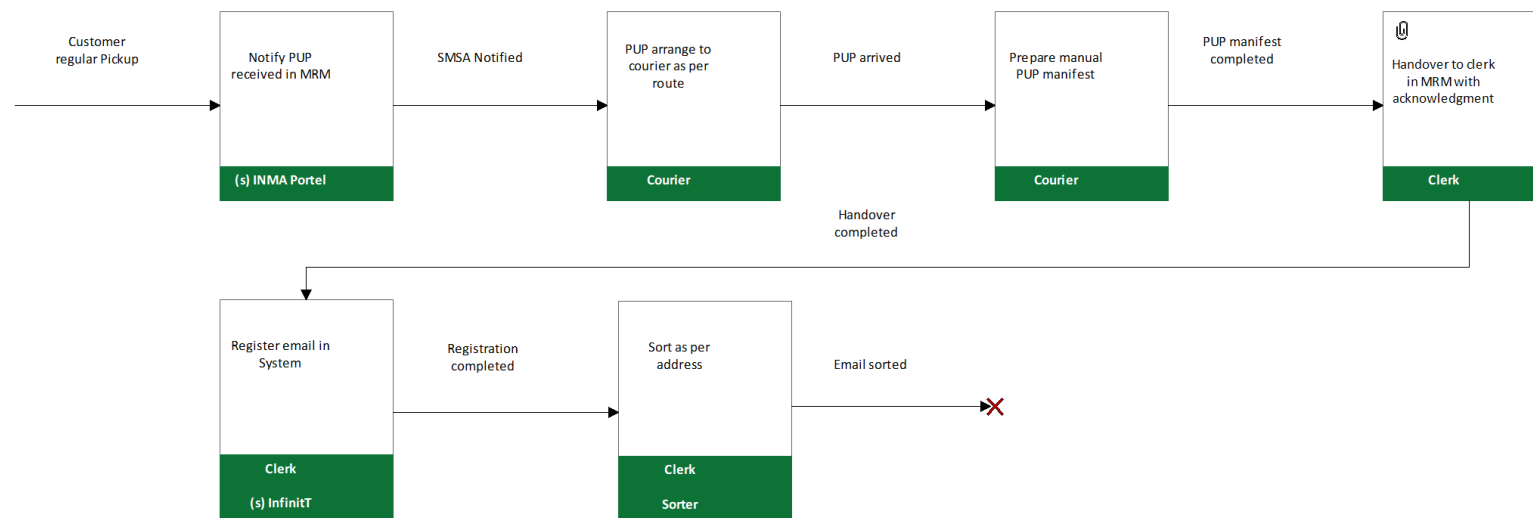 Customer
regular Pickup
Notify PUP
received in MRM
(s) INMA Portel
SMSA Notified
PUP arrange to
courier as per
route
Courier
PUP arrived
Prepare manual
PUP manifest
Courier
PUP manifest
completed
Handover to clerk
in MRM with
acknowledgment
Clerk
Handover
completed
Register email in
System
Clerk
(s) InfinitT
Registration
completed
Sort as per
address
Clerk
Sorter
Email sorted